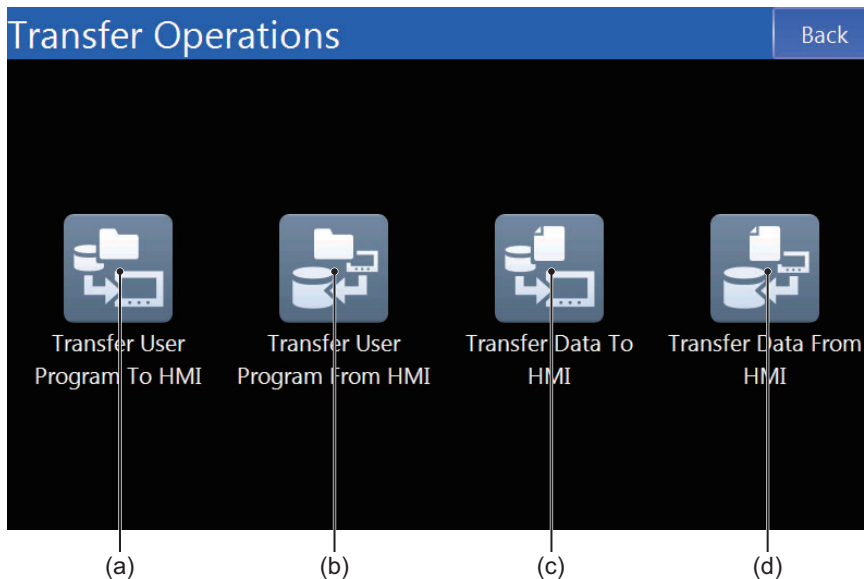 Transfer Operations
Back
Transfer User
Program To HMI
Transfer User
Program From HMI
Transfer Data To
HMI
Transfer Data From
HMI
(a)
(b)
(c)
(d)